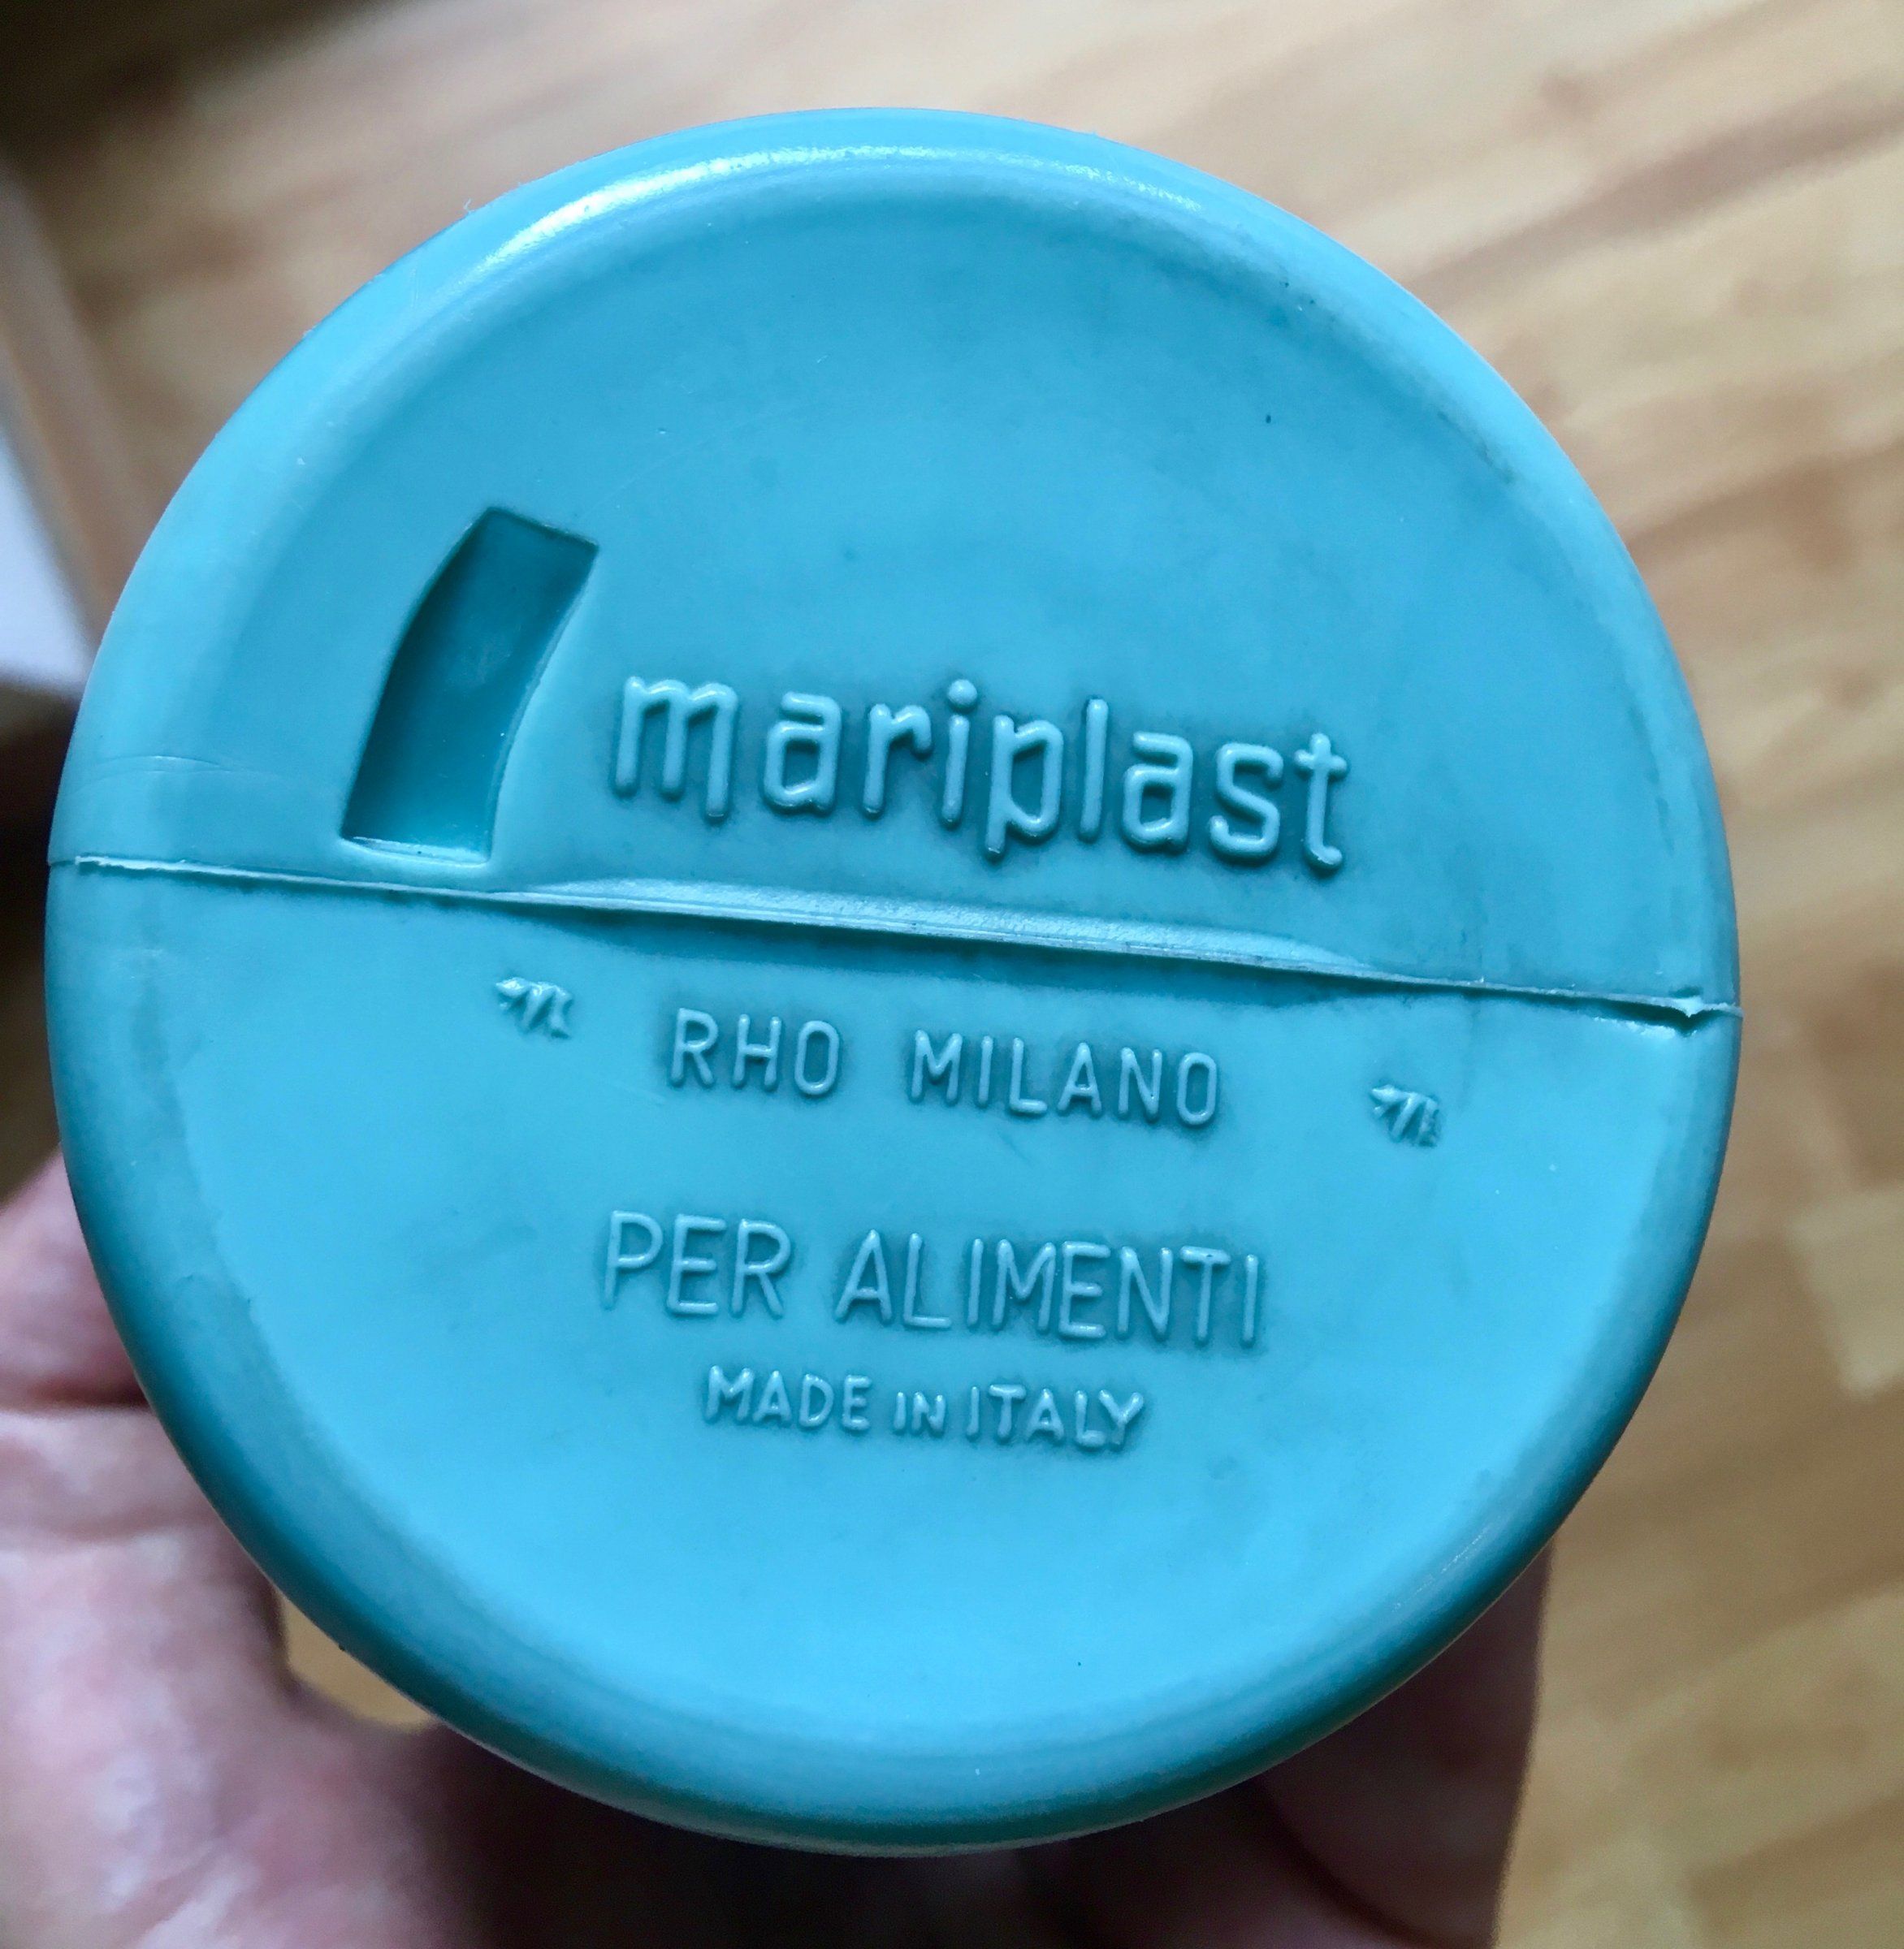 mariplast
RHO MILANO
PER ALIMENTI
MADE IN ITALY